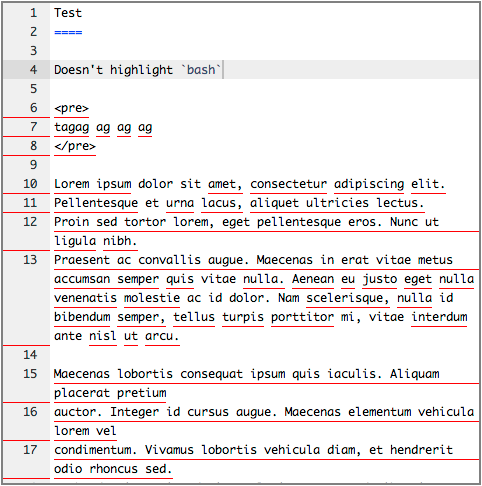 1 Test
2 ====
3
4 Doesn't highlight `bash`
5
6 <pre>
7 tagag ag ag ag
8 </pre>
9
10 Lorem ipsum dolor sit amet, consectetur adipiscing elit.
11 Pellentesque et urna lacus, aliquet ultricies lectus.
12 Proin sed tortor lorem, eget pellentesque eros. Nunc ut
ligula nibh.
13 Praesent ac convallis augue. Maecenas in erat vitae metus
accumsan semper quis vitae nulla. Aenean eu justo eget nulla
venenatis molestie ac id dolor. Nam scelerisque, nulla id
bibendum semper, tellus turpis porttitor mi, vitae interdum
ante nisl ut arcu.
14
15 Maecenas lobortis consequat ipsum quis iaculis. Aliquam
placerat pretium
16 auctor. Integer id cursus augue. Maecenas elementum vehicula
lorem vel
17 condimentum. Vivamus lobortis vehicula diam, et hendrerit
odio rhoncus sed.